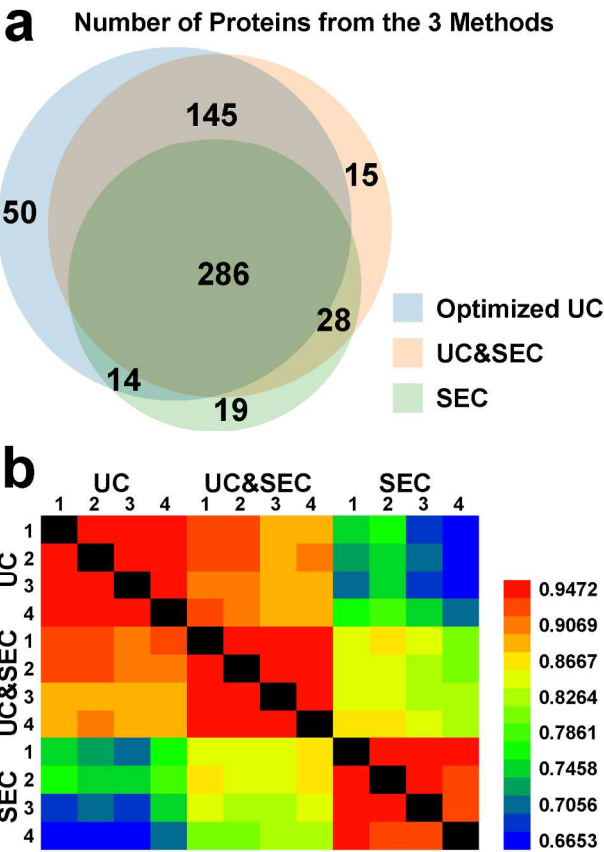 a Number of Proteins from the 3 Methods
145
15
50
286
28
14
19
Optimized UC
UC&SEC
SEC
b
UC UC&SEC SEC
1 2 3 4 1 2 3 4 1 2 3 4
UC
1
2
3
4
UC&SEC
1
2
3
4
SEC
1
2
3
4
0.9472
0.9069
0.8667
0.8264
0.7861
0.7458
0.7056
0.6653